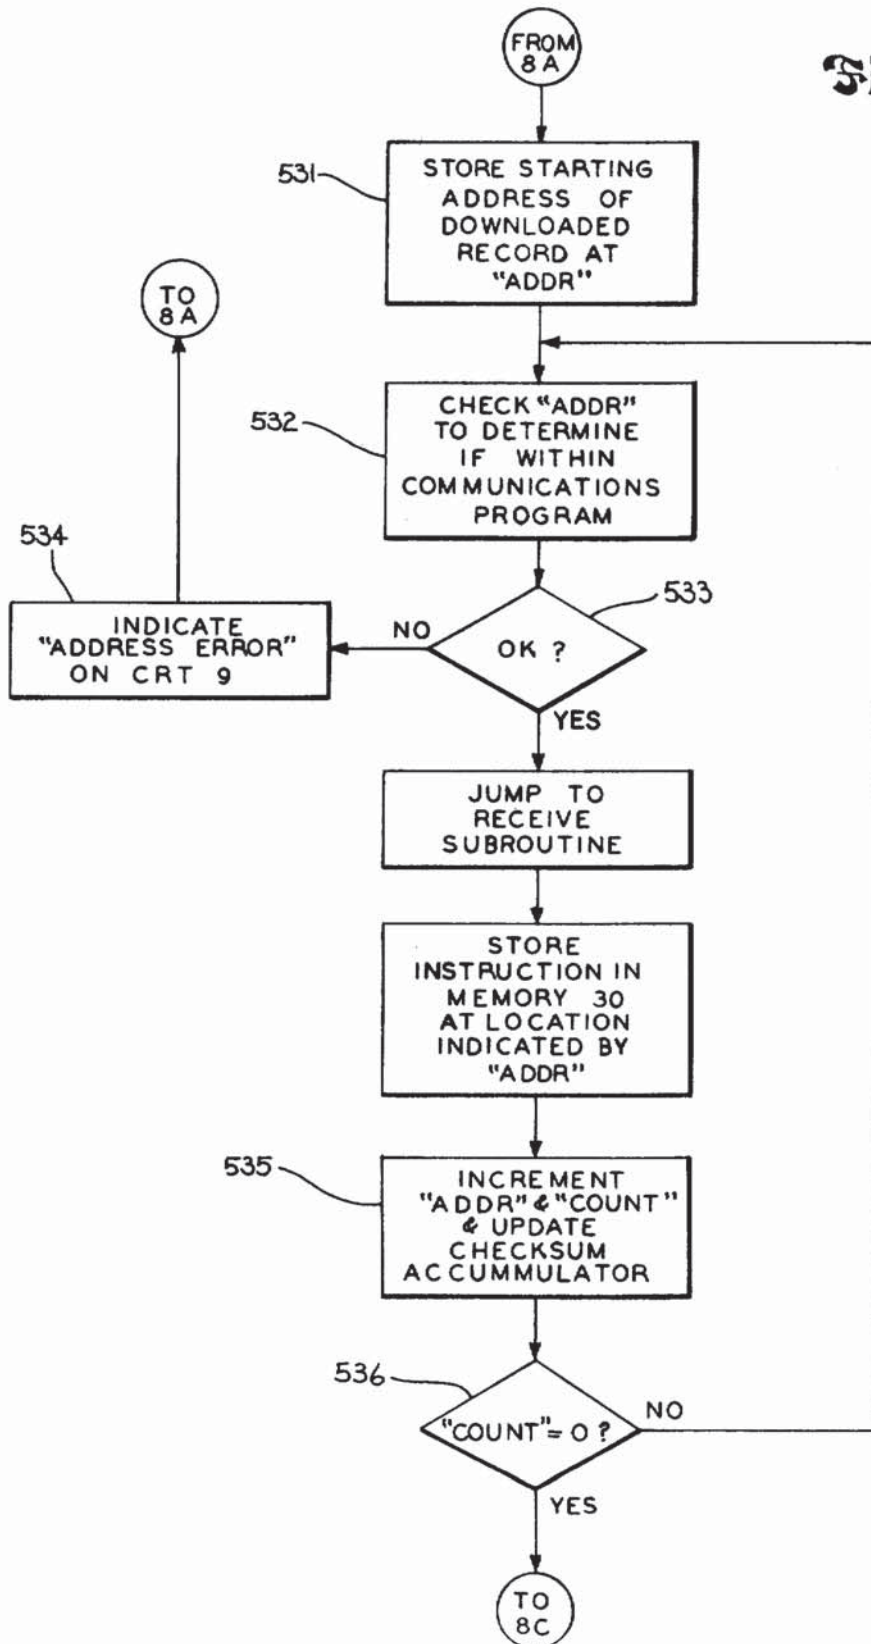 FROM
8A
531
STORE STARTING
ADDRESS OF
DOWNLOADED
RECORD AT
"ADDR"
TO
8A
532
CHECK "ADDR"
TO DETERMINE
IF WITHIN
COMMUNICATIONS
PROGRAM
534
INDICATE
"ADDRESS ERROR"
ON CRT 9
NO
OK ?
533
YES
JUMP TO
RECEIVE
SUBROUTINE
STORE
INSTRUCTION IN
MEMORY 30
AT LOCATION
INDICATED BY
"ADDR"
535
INCREMENT
"ADDR" & "COUNT"
& UPDATE
CHECKSUM
ACCUMMULATOR
536
"COUNT" = 0 ?
NO
YES
TO
8C